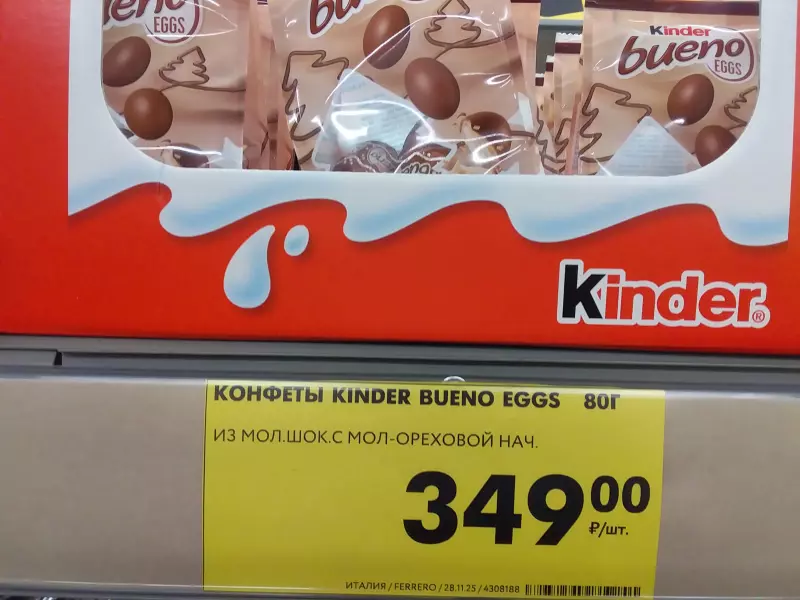 bueno
EGGS
bueno
Kinder
bueno
EGGS
Kinder®
КОНФЕТЫ KINDER BUENO EGGS 80Г
ИЗ МОЛ.ШОК.С МОЛ-ОРЕХОВОЙ НАЧ.
349 00
₽/шт.
ИТАЛИЯ / FERRERO / 28.11.25 / 4308188